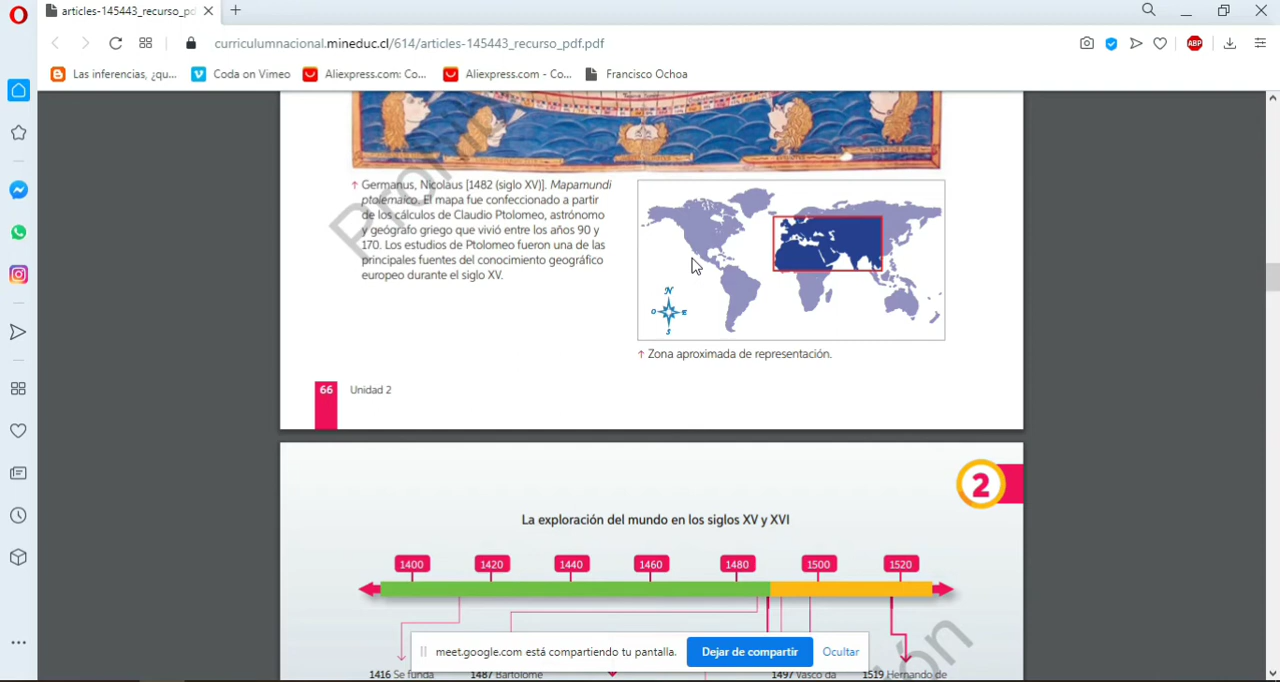 articles-145443_recurso_pd
curriculumnacional.mineduc.cl/614/articles-145443_recurso_pdf.pdf
ABP
Las inferencias, ¿qu...
Coda on Vimeo
Aliexpress.com: Co...
Aliexpress.com - Co...
Francisco Ochoa
↑ Germanus, Nicolaus [1482 (siglo XV)]. Mapamundi
ptolemaico. El mapa fue confeccionado a partir
de los cálculos de Claudio Ptolomeo, astrónomo
y geógrafo griego que vivió entre los años 90 y
170. Los estudios de Ptolomeo fueron una de las
principales fuentes del conocimiento geográfico
europeo durante el siglo XV.
N
O E
S
↑ Zona aproximada de representación.
66 Unidad 2
2
La exploración del mundo en los siglos XV y XVI
1400 1420 1440 1460 1480 1500 1520
meet.google.com está compartiendo tu pantalla. Dejar de compartir Ocultar
1416 Se funda 1487 Bartolomé 1497 Vasco da 1519 Hernando de